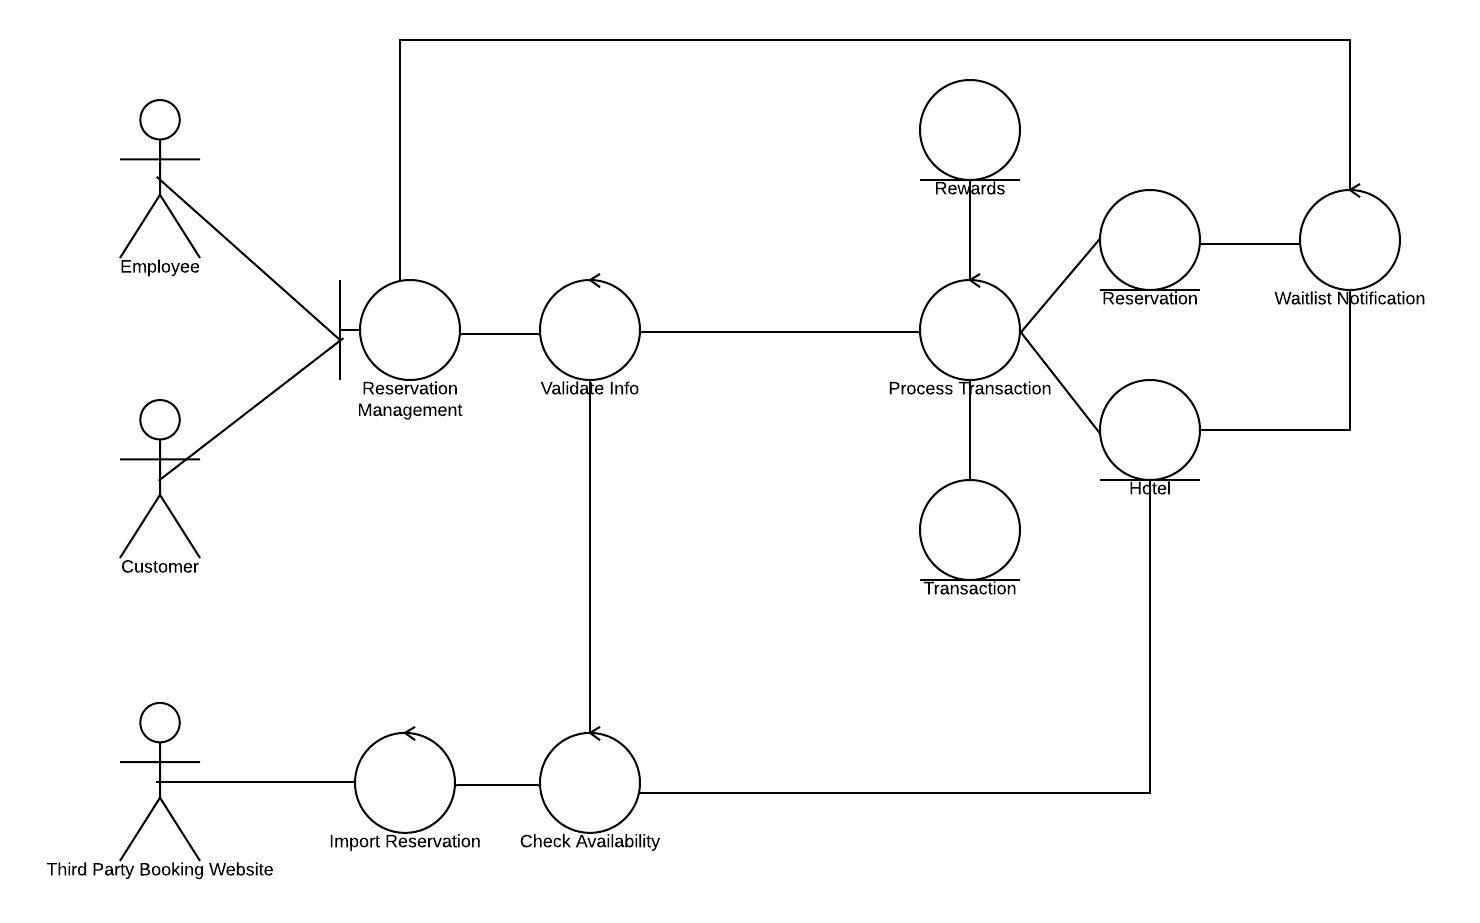 Rewards
Employee
Reservation
Waitlist Notification
Reservation
Management
Validate Info
Process Transaction
Hotel
Customer
Transaction
Import Reservation
Check Availability
Third Party Booking Website